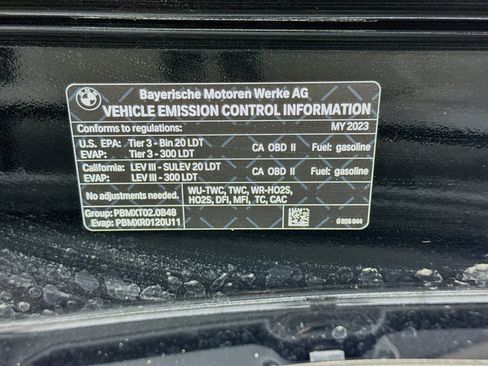 BMW
Bayerische Motoren Werke AG
VEHICLE EMISSION CONTROL INFORMATION
Conforms to regulations: MY 2023
U.S. EPA: Tier 3 - Bin 20 LDT CA OBD II Fuel: gasoline
EVAP: Tier 3 - 300 LDT
California: LEV III - SULEV 20 LDT CA OBD II Fuel: gasoline
EVAP: LEV III - 300 LDT
No adjustments needed. WU-TWC, TWC, WR-HO2S,
HO2S, DFI, MFI, TC, CAC
Group: PBMXT02.0B4B
Evap: PBMXR0120U11